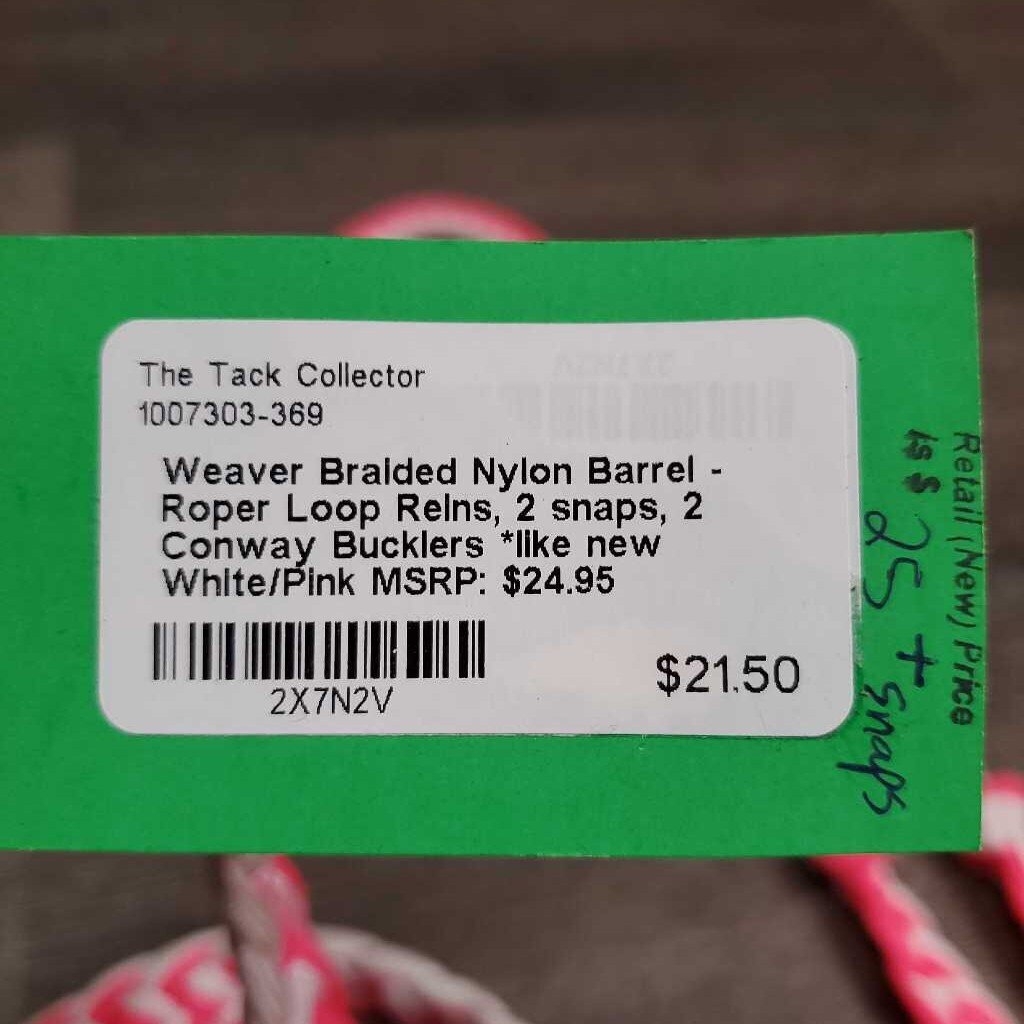 The Tack Collector
1007303-369
Weaver Braided Nylon Barrel -
Roper Loop Reins, 2 snaps, 2
Conway Bucklers *like new
White/Pink MSRP: $24.95
2X7N2V
$21.50
Retail (New) Price
is $ 25 + snaps